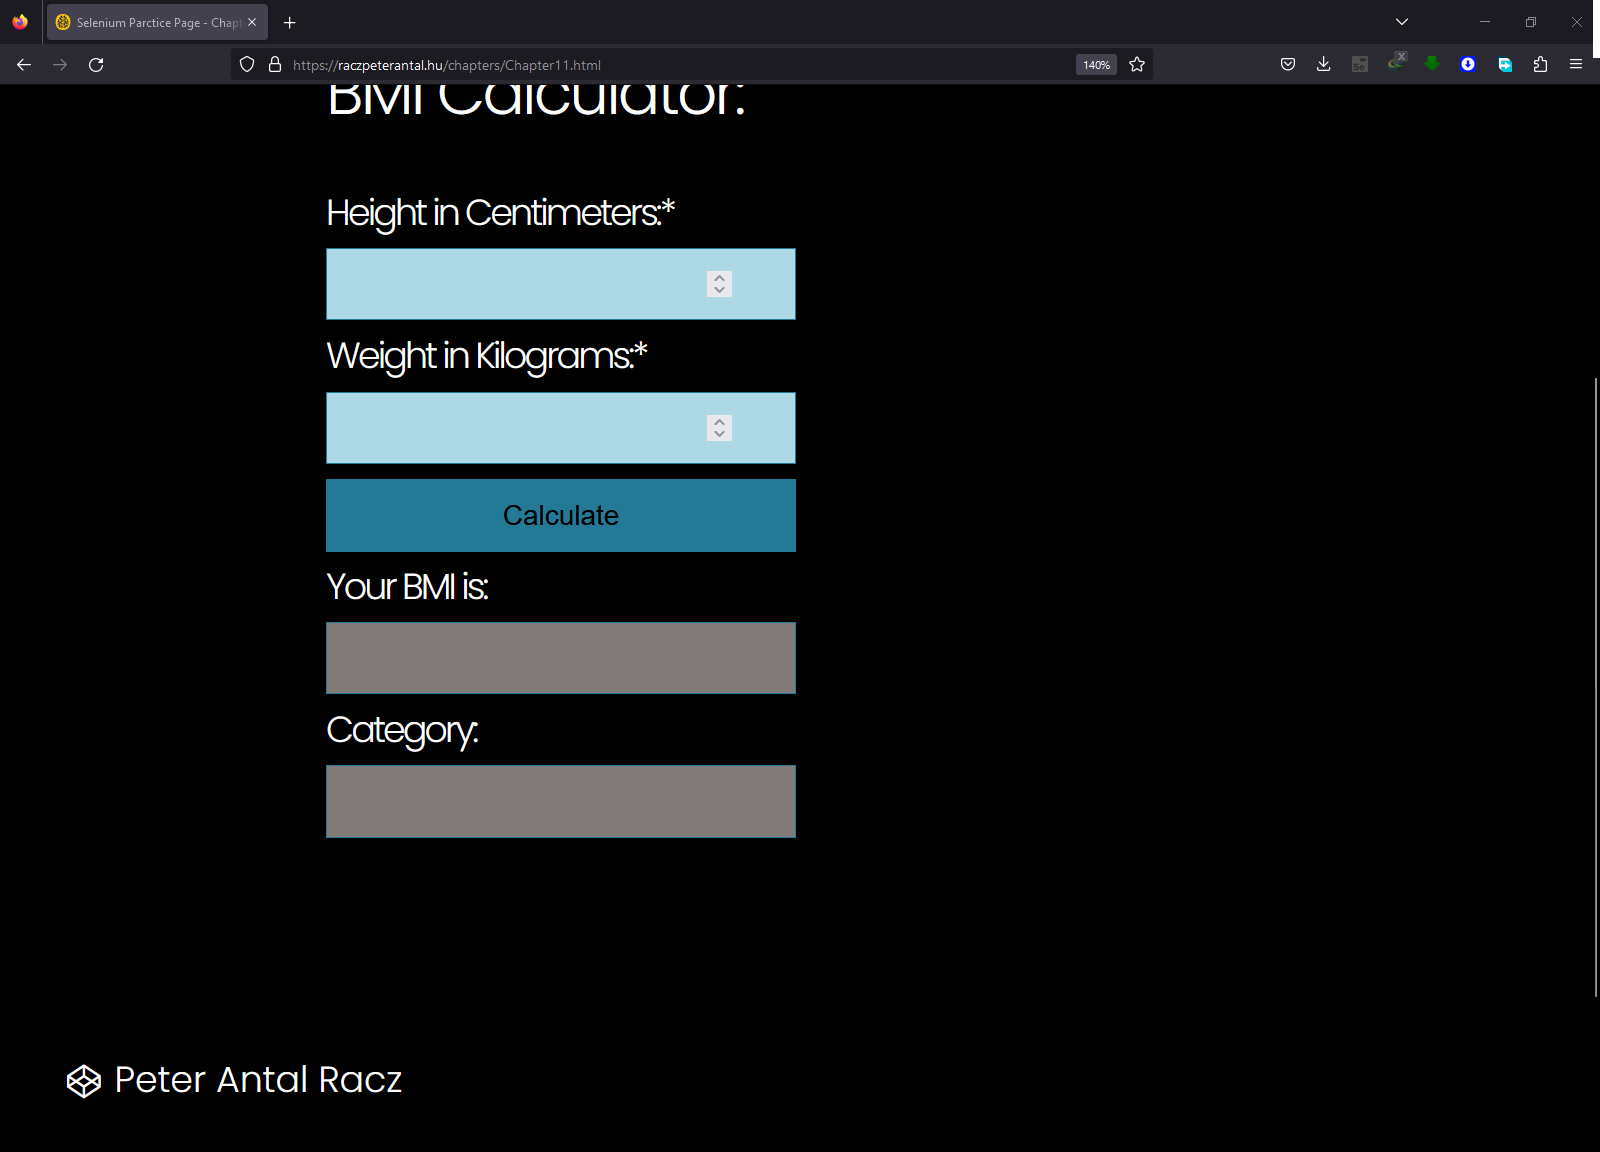 Selenium Parctice Page - Chapt
https://raczpeterantal.hu/chapters/Chapter11.html
140%
BMI Calculator:
Height in Centimeters:*
Weight in Kilograms:*
Calculate
Your BMI is:
Category:
Peter Antal Racz